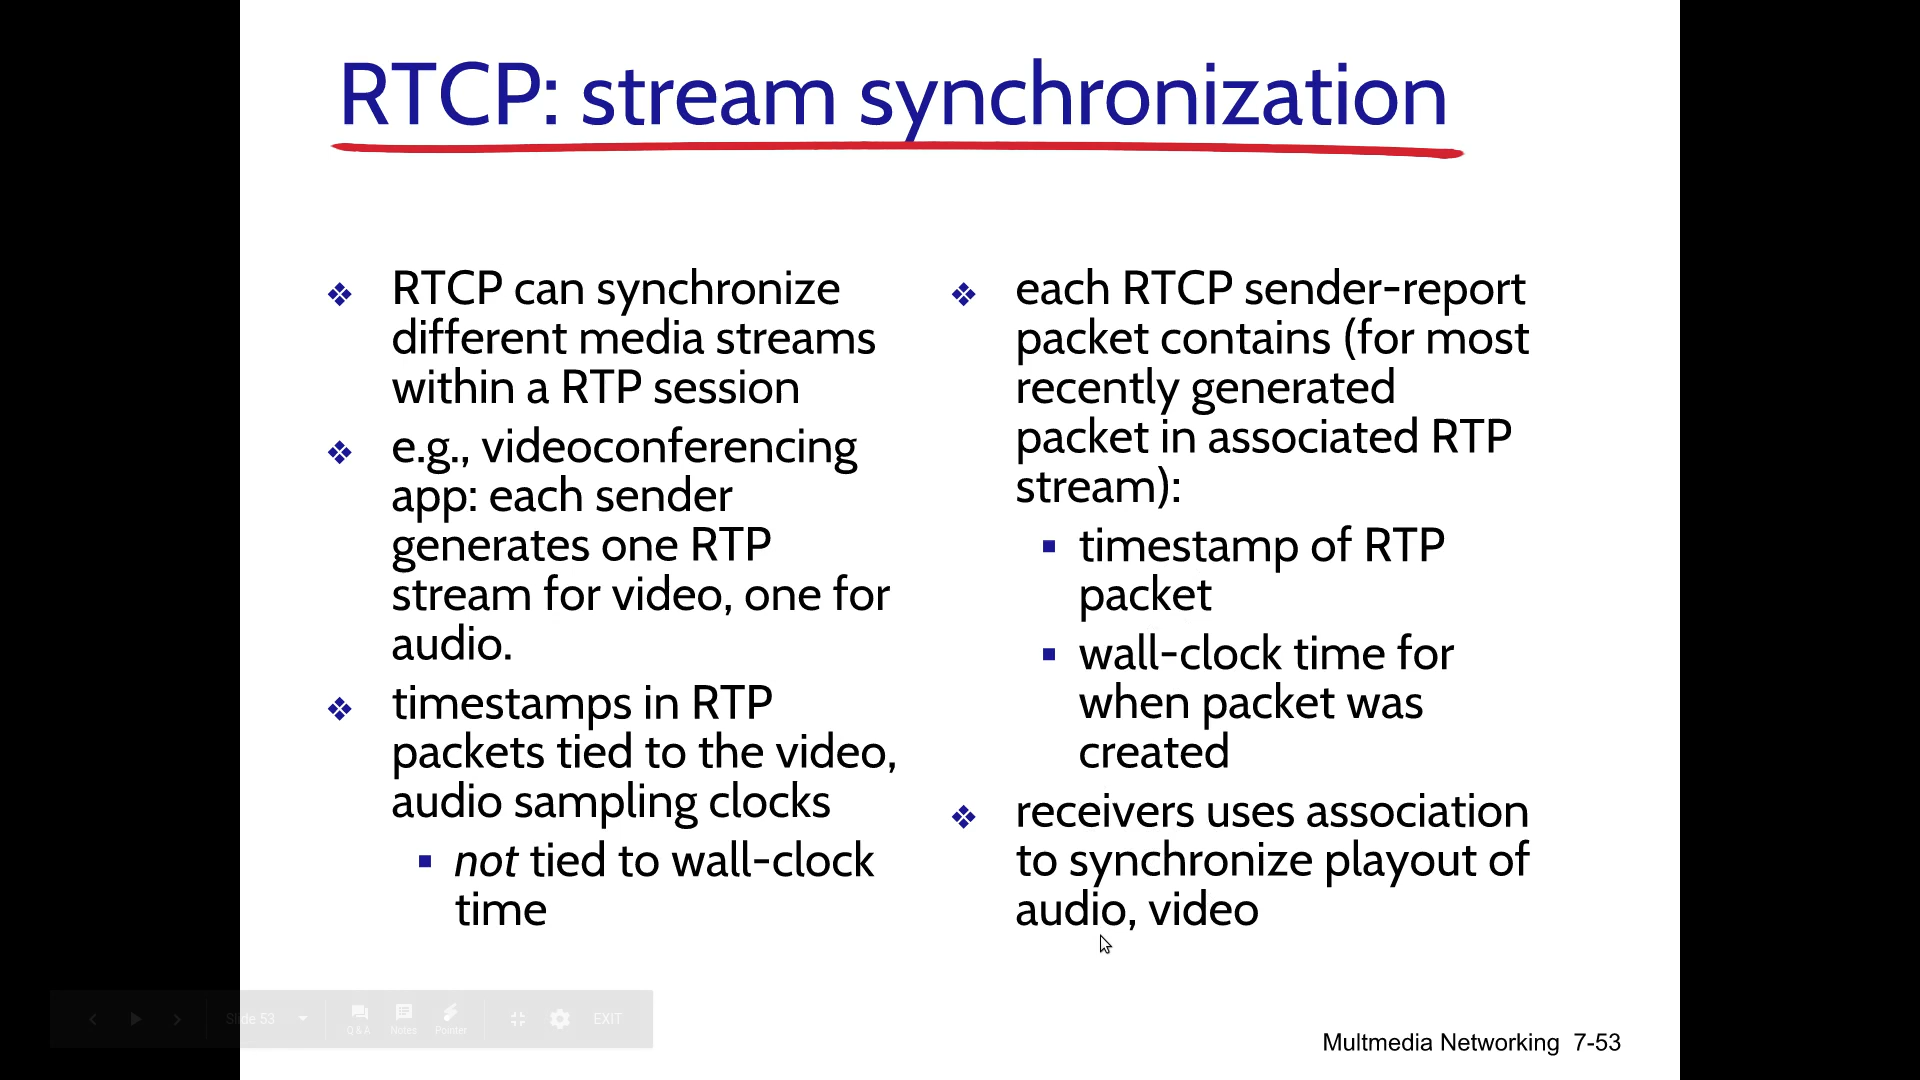 RTCP: stream synchronization
RTCP can synchronize
different media streams
within a RTP session
e.g., videoconferencing
app: each sender
generates one RTP
stream for video, one for
audio.
timestamps in RTP
packets tied to the video,
audio sampling clocks
not tied to wall-clock
time
each RTCP sender-report
packet contains (for most
recently generated
packet in associated RTP
stream):
timestamp of RTP
packet
wall-clock time for
when packet was
created
receivers uses association
to synchronize playout of
audio, video
Slide 53
Q & A Notes Pointer
EXIT
Multmedia Networking 7-53